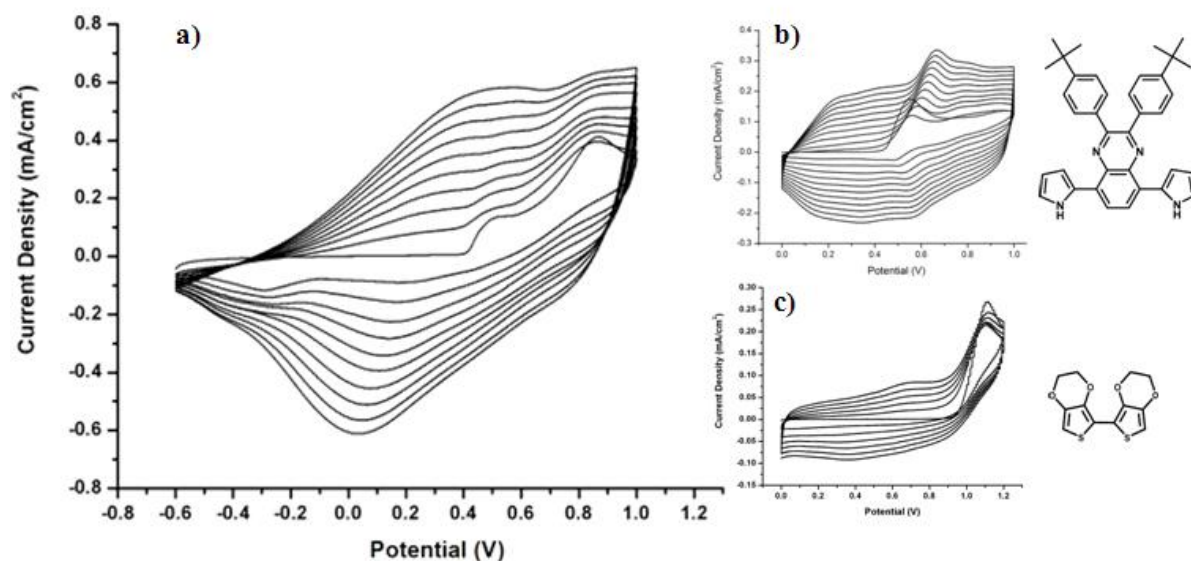 a)
Current Density (mA/cm²)
0.8
0.6
0.4
0.2
0.0
-0.2
-0.4
-0.6
-0.8
-0.8 -0.6 -0.4 -0.2 0.0 0.2 0.4 0.6 0.8 1.0 1.2
Potential (V)
b)
Current Density (mA/cm²)
0.4
0.3
0.2
0.1
0.0
-0.1
-0.2
-0.3
0.0 0.2 0.4 0.6 0.8 1.0
Potential (V)
N N
NH HN
c)
Current Density (mA/cm²)
0.30
0.25
0.20
0.15
0.10
0.05
0.00
-0.05
-0.10
-0.15
0.0 0.2 0.4 0.6 0.8 1.0 1.2
Potential (V)
O O O O
S S